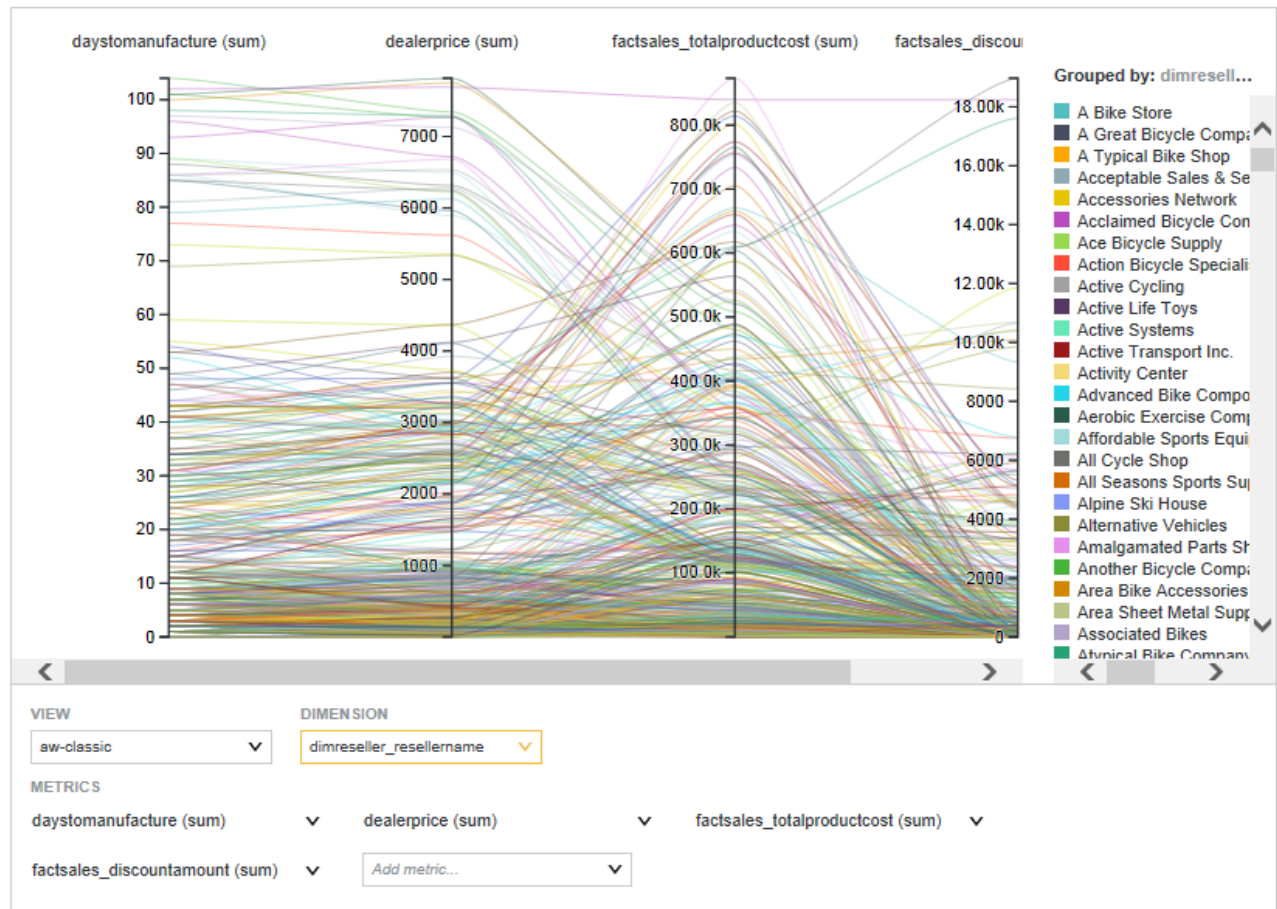 daystomanufacture (sum) dealerprice (sum) factsales_totalproductcost (sum) factsales_discou
Grouped by: dimresell...
100
90
80
70
60
50
40
30
20
10
0
7000
6000
5000
4000
3000
2000
1000
800.0k
700.0k
600.0k
500.0k
400.0k
300.0k
200.0k
100.0k
18.00k
16.00k
14.00k
12.00k
10.00k
8000
6000
4000
2000
0
A Bike Store
A Great Bicycle Compa
A Typical Bike Shop
Acceptable Sales & Se
Accessories Network
Acclaimed Bicycle Con
Ace Bicycle Supply
Action Bicycle Speciali
Active Cycling
Active Life Toys
Active Systems
Active Transport Inc.
Activity Center
Advanced Bike Compo
Aerobic Exercise Comp
Affordable Sports Equi
All Cycle Shop
All Seasons Sports Sup
Alpine Ski House
Alternative Vehicles
Amalgamated Parts Sh
Another Bicycle Compa
Area Bike Accessories
Area Sheet Metal Supp
Associated Bikes
Atypical Bike Company
VIEW DIMENSION
aw-classic dimreseller_resellername
METRICS
daystomanufacture (sum) dealerprice (sum) factsales_totalproductcost (sum)
factsales_discountamount (sum) Add metric...